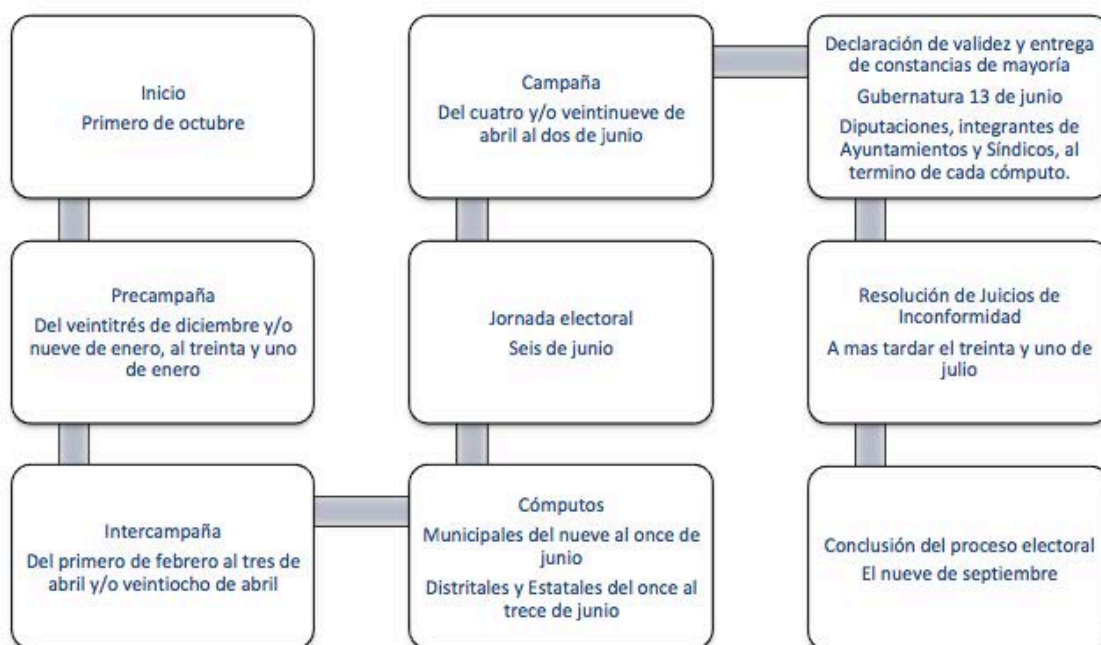 Inicio
Primero de octubre
Precampaña
Del veintitrés de diciembre y/o
nueve de enero, al treinta y uno
de enero
Intercampaña
Del primero de febrero al tres de
abril y/o veintiocho de abril
Cómputos
Municipales del nueve al once de
junio
Distritales y Estatales del once al
trece de junio
Jornada electoral
Seis de junio
Campaña
Del cuatro y/o veintinueve de
abril al dos de junio
Declaración de validez y entrega
de constancias de mayoría
Gubernatura 13 de junio
Diputaciones, integrantes de
Ayuntamientos y Síndicos, al
termino de cada cómputo.
Resolución de Juicios de
Inconformidad
A mas tardar el treinta y uno de
julio
Conclusión del proceso electoral
El nueve de septiembre